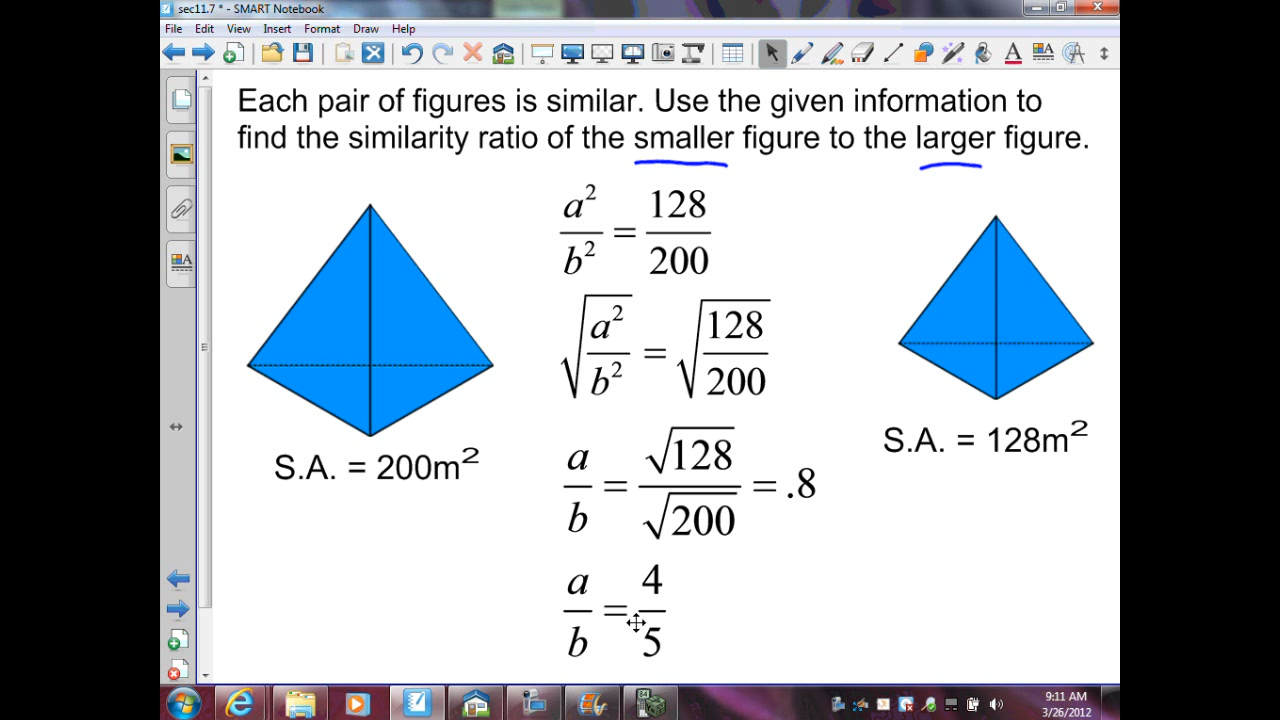 sec11.7 * - SMART Notebook
File Edit View Insert Format Draw Help
Each pair of figures is similar. Use the given information to
find the similarity ratio of the smaller figure to the larger figure.
a²/b² = 128/200
√(a²/b²) = √(128/200)
a/b = √128/√200 = .8
a/b = 4/5
S.A. = 200m²
S.A. = 128m²
9:11 AM
3/26/2012